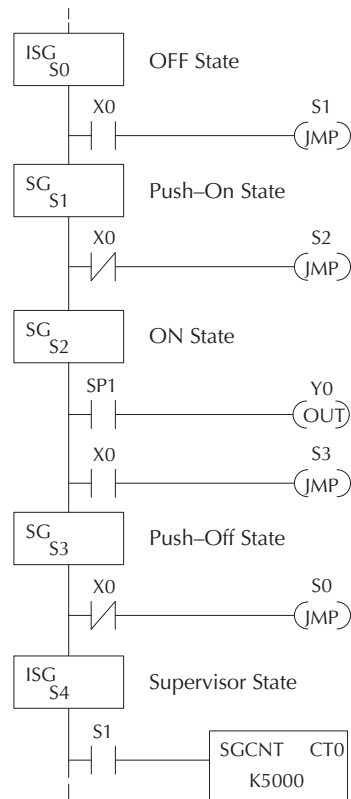 ISG
S0
OFF State
X0
S1
JMP
SG
S1
Push–On State
X0
S2
JMP
SG
S2
ON State
SP1
Y0
OUT
X0
S3
JMP
SG
S3
Push–Off State
X0
S0
JMP
ISG
S4
Supervisor State
S1
SGCNT CT0
K5000